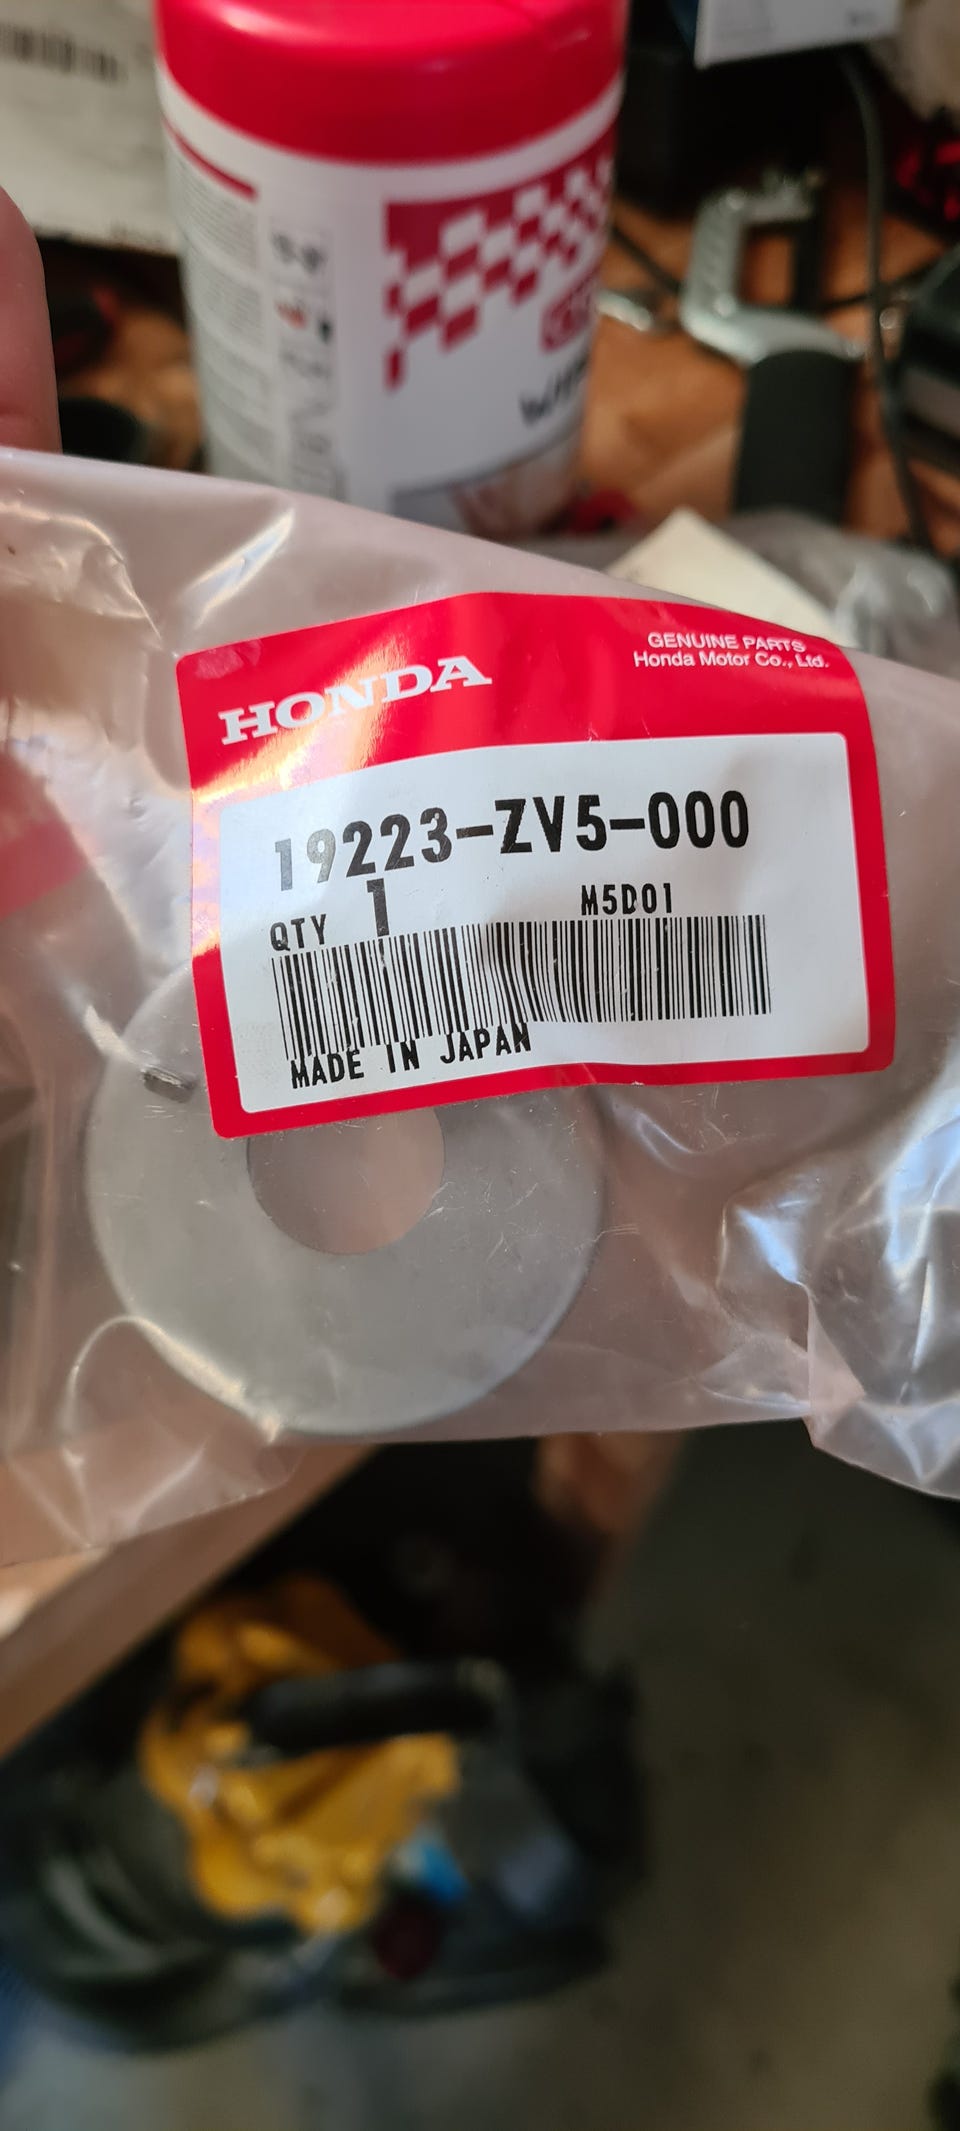 HONDA
GENUINE PARTS
Honda Motor Co., Ltd.
19223-ZV5-000
QTY 1
M5D01
MADE IN JAPAN